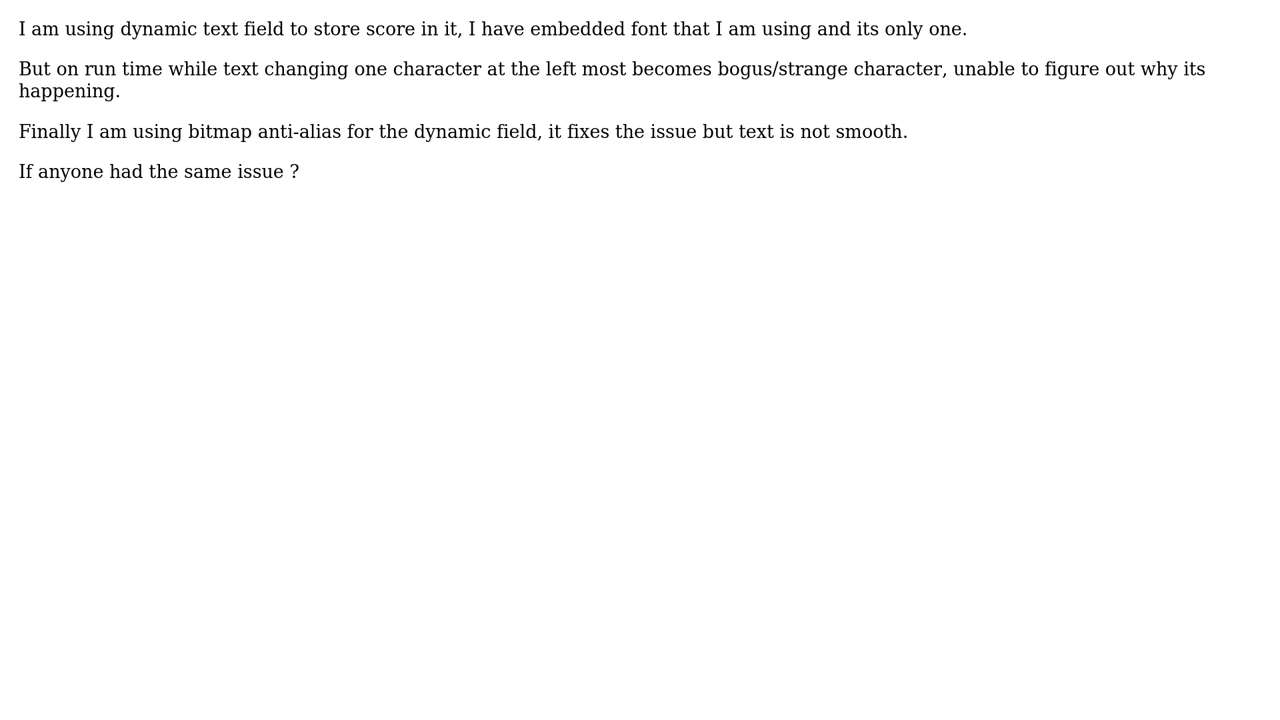 I am using dynamic text field to store score in it, I have embedded font that I am using and its only one.
But on run time while text changing one character at the left most becomes bogus/strange character, unable to figure out why its
happening.
Finally I am using bitmap anti-alias for the dynamic field, it fixes the issue but text is not smooth.
If anyone had the same issue ?